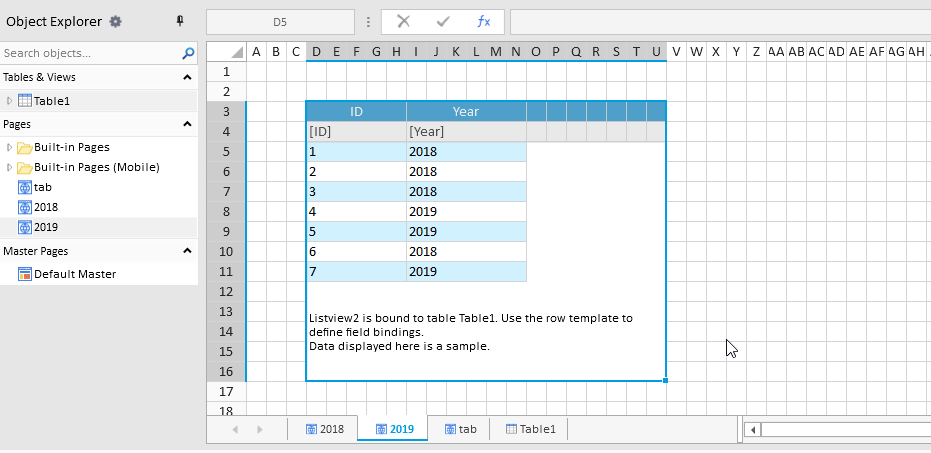 Object Explorer
D5
fx
Search objects...
Tables & Views
Table1
Pages
Built-in Pages
Built-in Pages (Mobile)
tab
2018
2019
Master Pages
Default Master
A B C D E F G H I J K L M N O P Q R S T U V W X Y Z AA AB AC AD AE AF AG AH
1
2
3 ID Year
4 [ID] [Year]
5 1 2018
6 2 2018
7 3 2018
8 4 2019
9 5 2019
10 6 2018
11 7 2019
12
13 Listview2 is bound to table Table1. Use the row template to
14 define field bindings.
15 Data displayed here is a sample.
16
17
18
2018 2019 tab Table1